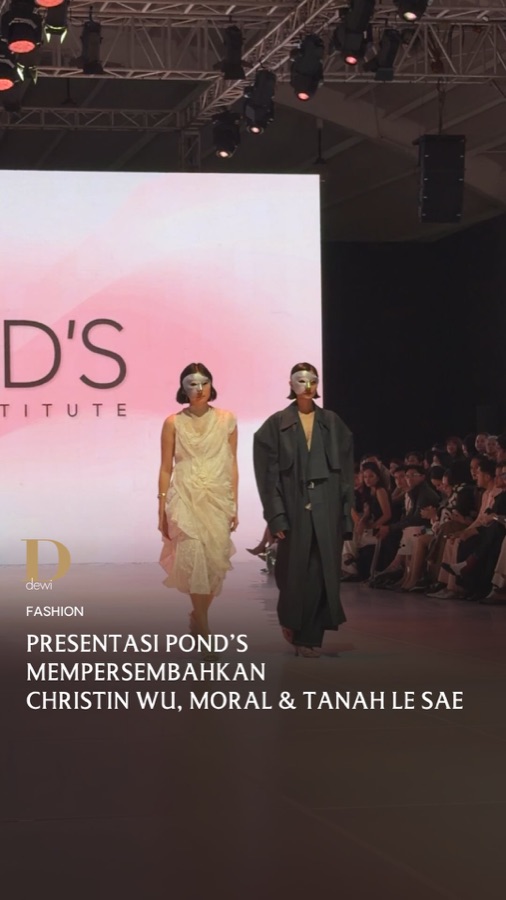 D'S
TITUTE
D
dewi
FASHION
PRESENTASI POND'S
MEMPERSEMBAHKAN
CHRISTIN WU, MORAL & TANAH LE SAE